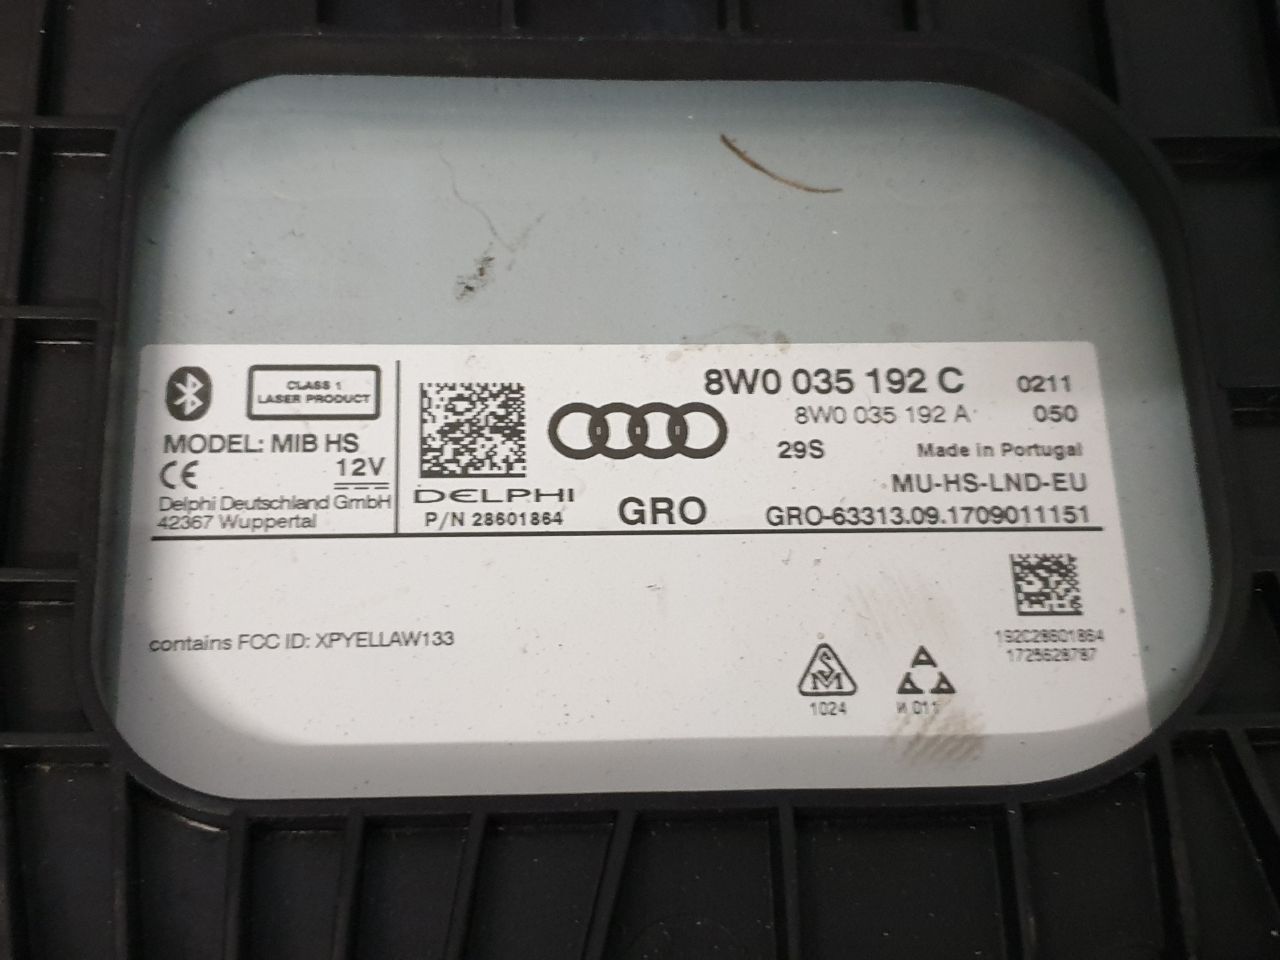 CLASS 1
LASER PRODUCT
MODEL: MIB HS
CE 12V
Delphi Deutschland GmbH
42367 Wuppertal
DELPHI
P/N 28601864
GRO
8W0 035 192 C 0211
8W0 035 192 A 050
29S Made in Portugal
MU-HS-LND-EU
GRO-63313.09.1709011151
contains FCC ID: XPYELLAW133
192C28601864
1725628787
SM
1024
И 011